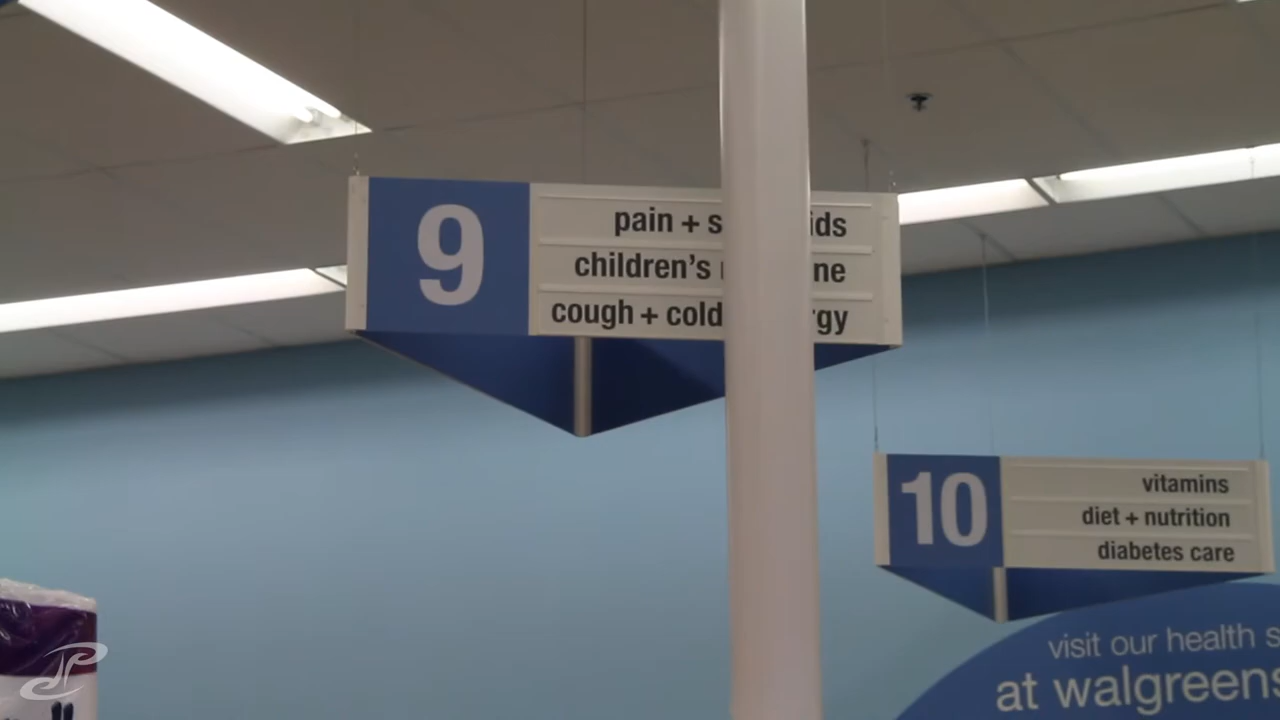 9
pain + s ids
children's ne
cough + cold rgy
10
vitamins
diet + nutrition
diabetes care
visit our health s
at walgreens